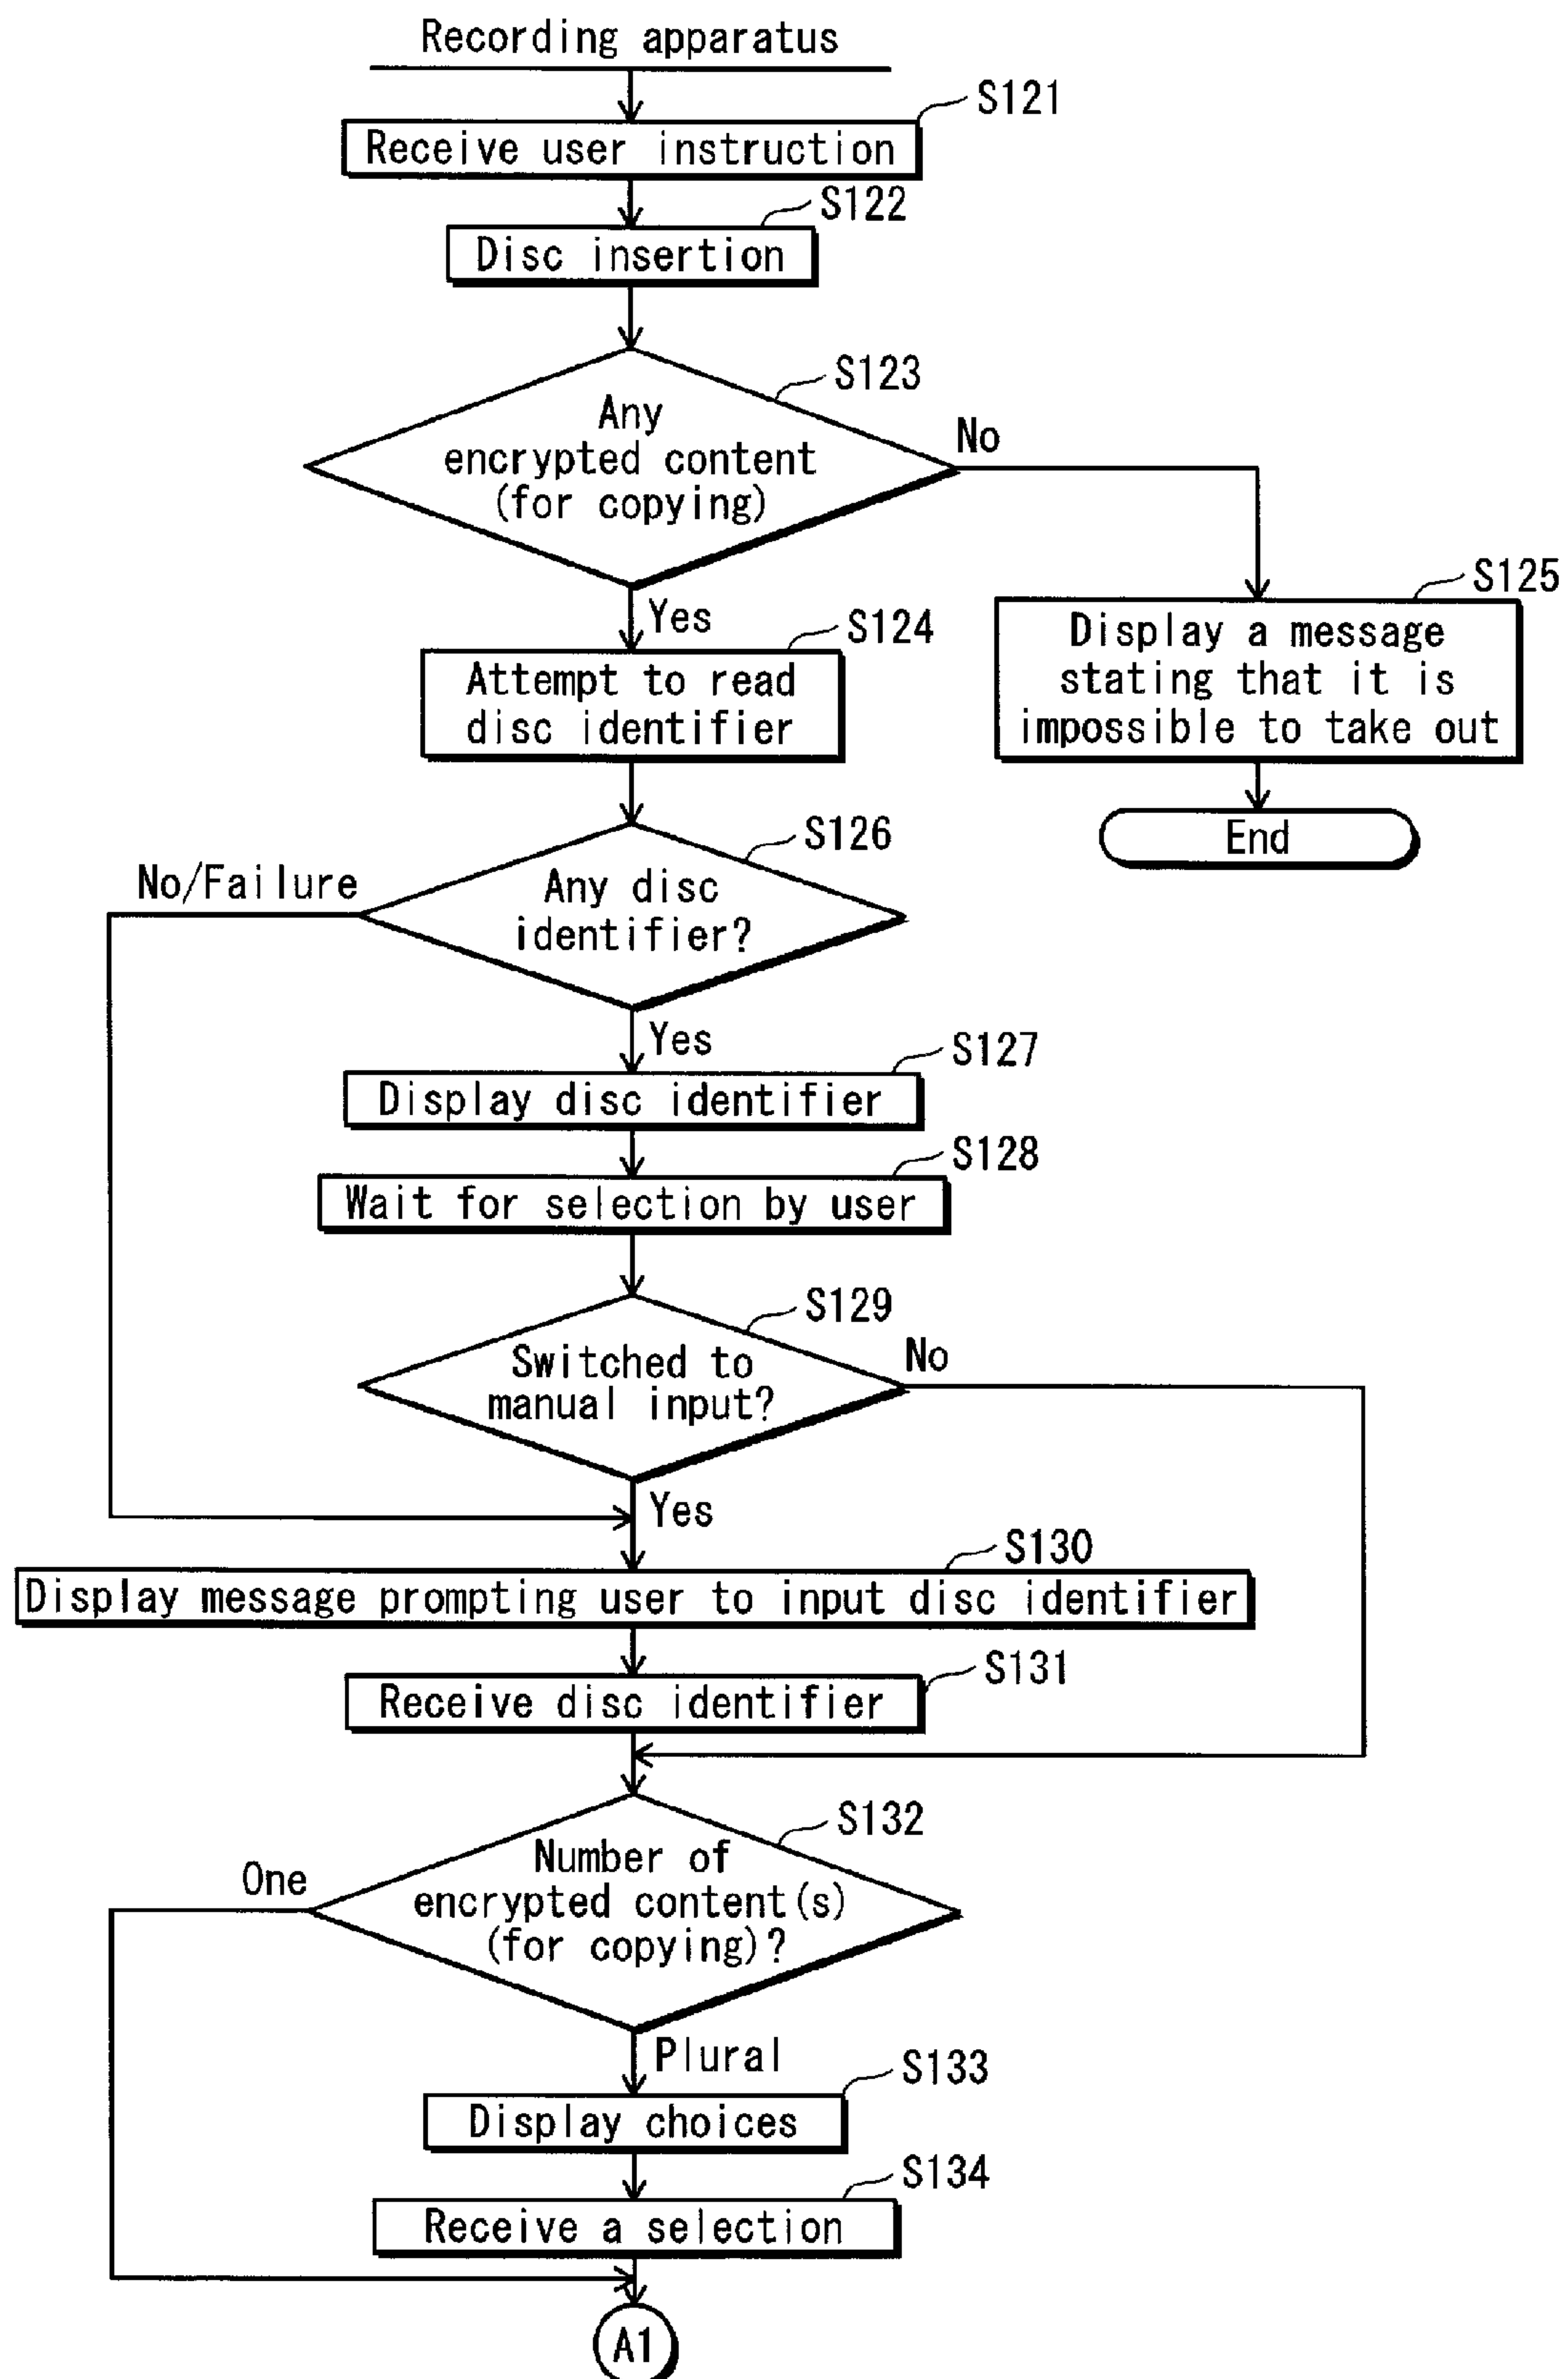 Recording apparatus
S121
Receive user instruction
S122
Disc insertion
S123
Any
encrypted content
(for copying)
No
Yes
S124
Attempt to read
disc identifier
S125
Display a message
stating that it is
impossible to take out
End
S126
Any disc
identifier?
No/Failure
Yes
S127
Display disc identifier
S128
Wait for selection by user
S129
Switched to
manual input?
No
Yes
S130
Display message prompting user to input disc identifier
S131
Receive disc identifier
S132
Number of
encrypted content(s)
(for copying)?
One
Plural
S133
Display choices
S134
Receive a selection
A1